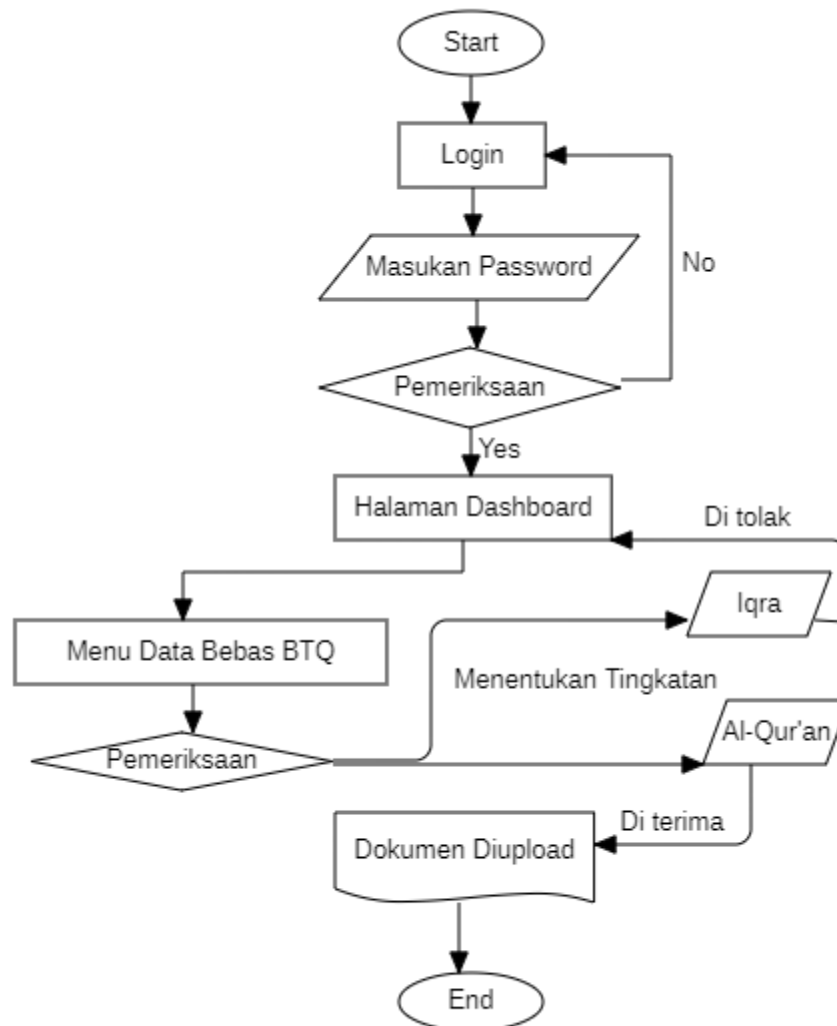 Start
Login
Masukan Password
No
Pemeriksaan
Yes
Halaman Dashboard
Di tolak
Iqra
Menu Data Bebas BTQ
Menentukan Tingkatan
Al-Qur'an
Pemeriksaan
Di terima
Dokumen Diupload
End